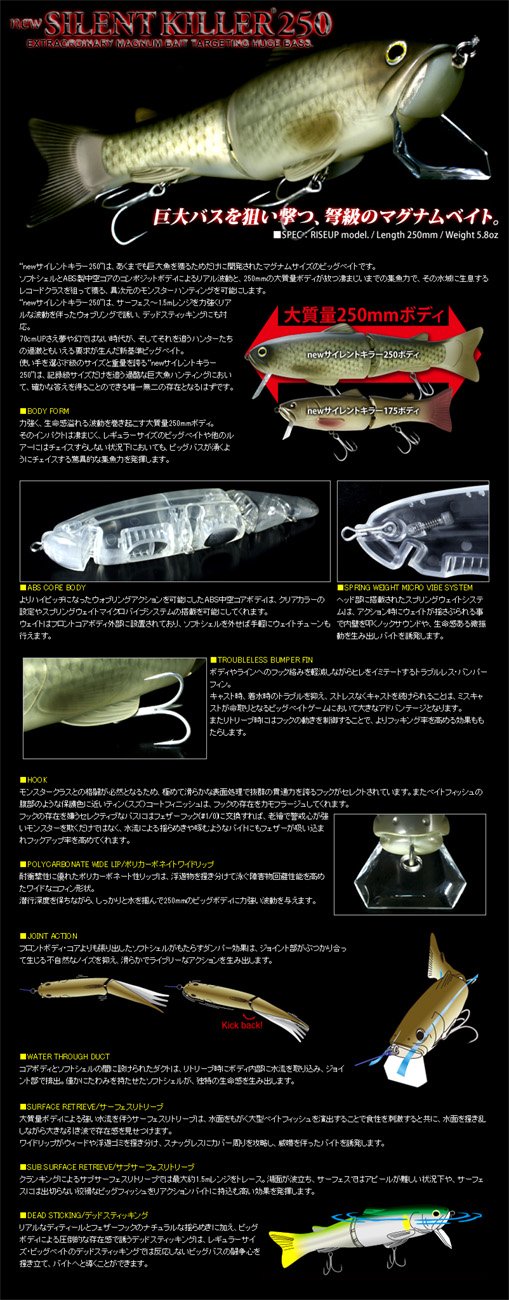 new SILENT KILLER® 250
EXTRAORDINARY MAGNUM BAIT TARGETING HUGE BASS.
巨大バスを狙い撃つ、弩級のマグナムベイト。
■SPEC: RISEUP model. / Length 250mm / Weight 5.8oz
"newサイレントキラー250"は、あくまでも巨大魚を獲るためだけに開発されたマグナムサイズのビッグベイトです。
ソフトシェルとABS製中空コアのコンポジットボディによるリアル波動と、250mmの大質量ボディが放つ凄まじいまでの集魚力で、その水域に生息する
レコードクラスを狙って獲る、異次元のモンスターハンティングを可能にします。
"newサイレントキラー250"は、サーフェス～1.5mレンジを力強くリア
ルな波動を伴ったウォブリングで誘い、デッドスティッキングにも対
応。
70cmUPさえ夢や幻ではない時代が、そしてそれを追うハンターたち
の過激ともいえる要求が生んだ新基準ビッグベイト。
使い手を選ぶド級のサイズと重量を誇る"newサイレントキラー
250"は、記録級サイズだけを追う過酷な巨大魚ハンティングにおい
て、確かな答えを得ることのできる唯一無二の存在となるはずです。
大質量250mmボディ
newサイレントキラー250ボディ
newサイレントキラー175ボディ
■BODY FORM
力強く、生命感溢れる波動を巻き起こす大質量250mmボディ。
そのインパクトは凄まじく、レギュラーサイズのビッグベイトや他のル
アーにはチェイスすらしない状況下においても、ビッグバスが湧くよ
うにチェイスする驚異的な集魚力を発揮します。
■ABS CORE BODY
よりハイピッチになったウォブリングアクションを可能にしたABS中空コアボディは、クリアカラーの
設定やスプリングウェイトマイクロバイブシステムの搭載を可能にしてくれます。
ウェイトはフロントコアボディ外部に設置されており、ソフトシェルを外せば手軽にウェイトチューンも
行えます。
■SPRING WEIGHT MICRO VIBE SYSTEM
ヘッド部に搭載されたスプリングウェイトシステ
ムは、アクション時にウェイトが揺さぶられる事
で内壁を叩くノックサウンドや、生命感ある微振
動を生み出しバイトを誘発します。
■TROUBLELESS BUMPER FIN
ボディやラインへのフック絡みを軽減しながらヒレをイミテートするトラブルレス・バンパー
フィン。
キャスト時、着水時のトラブルを抑え、ストレスなくキャストを続けられることは、ミスキャ
ストが命取りとなるビッグベイトゲームにおいて大きなアドバンテージとなります。
またリトリーブ時にはフックの動きを制御することで、よりフッキング率を高める効果ももた
らします。
■HOOK
モンスタークラスとの格闘が必然となるため、極めて滑らかな表面処理で抜群の貫通力を誇るフックがセレクトされています。またベイトフィッシュの
腹部のような保護色に近いティン(スズ)コートフィニッシュは、フックの存在をカモフラージュしてくれます。
フックの存在を嫌うセレクティブなバスにはフェザーフック(#1/0)に交換すれば、老獪で警戒心が強
いモンスターを欺くだけではなく、水流による揺らめきや啄むようなバイトにもフェザーが吸い込ま
れフックアップ率を高めてくれます。
■POLYCARBONATE WIDE LIP/ポリカーボネイトワイドリップ
耐衝撃性に優れたポリカーボネート性リップは、浮遊物を掻き分けて泳ぐ障害物回避性能を高め
たワイドなコフィン形状。
潜行深度を保ちながら、しっかりと水を掴んで250mmのビッグボディに力強い波動を与えます。
■JOINT ACTION
フロントボディ・コアよりも張り出したソフトシェルがもたらすダンパー効果は、ジョイント部がぶつかり合っ
て生じる不自然なノイズを抑え、滑らかでライブリーなアクションを生み出します。
Kick back!
■WATER THROUGH DUCT
コアボディとソフトシェルの間に設けられたダクトは、リトリーブ時にボディ内部に水流を取り込み、ジョイ
ント部で排出。僅かにたわみを持たせたソフトシェルが、独特の生命感を生み出します。
■SURFACE RETRIEVE/サーフェスリトリーブ
大質量ボディによる強い水流を伴うサーフェスリトリーブは、水面をもがく大型ベイトフィッシュを演出することで食性を刺激すると共に、水面を掻き乱
しながら大きな引き波で存在感を見せつけます。
ワイドリップがウィードや浮遊ゴミを掻き分け、スナッグレスにカバー周りを攻略し、威嚇を伴ったバイトを誘発します。
■SUB SURFACE RETRIEVE/サブサーフェスリトリーブ
クランキングによるサブサーフェスリトリーブでは最大約1.5mレンジをトレース。湖面が波立ち、サーフェスではアピールが難しい状況下や、サーフェ
スには出切らない狡猾なビッグフィッシュをリアクションバイトに持込む高い効果を発揮します。
■DEAD STICKING/デッドスティッキング
リアルなディティールとフェザーフックのナチュラルな揺らめきに加え、ビッグ
ボディによる圧倒的な存在感で誘うデッドスティッキングは、レギュラーサイ
ズ・ビッグベイトのデッドスティッキングでは反応しないビッグバスの闘争心を
掻き立て、バイトへと導くことができます。